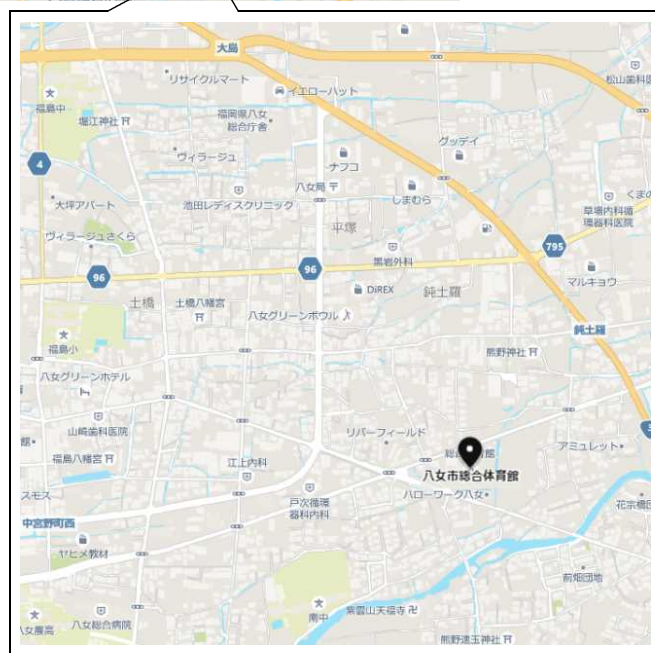 大島
リサイクルマート
イエローハット
松山歯科医
福島中
堀江神社
福岡県八女
総合庁舎
グッデイ
ヴィラージュ
ナフコ
4
八女局
しまむら
大坪アパート
池田レディスクリニック
くまの
草場内科循
環器科医院
平塚
ヴィラージュさくら
黒岩外科
795
96
96
マルキョウ
DiREX
鈍土羅
土橋
土橋八幡宮
八女グリーンボウル
鈍土羅
福島小
熊野神社
八女グリーンホテル
3
山崎歯科医院
リバーフィールド
アミュレット
館
福島八幡宮
江上内科
八女市総合体育館
スモス
戸次循環
器科内科
ハローワーク八女
花宗橋団
中宮野町西
ヤヒメ教材
前畑団地
南中
紫雲山天福寺
八女農高
八女総合病院
熊野速玉神社